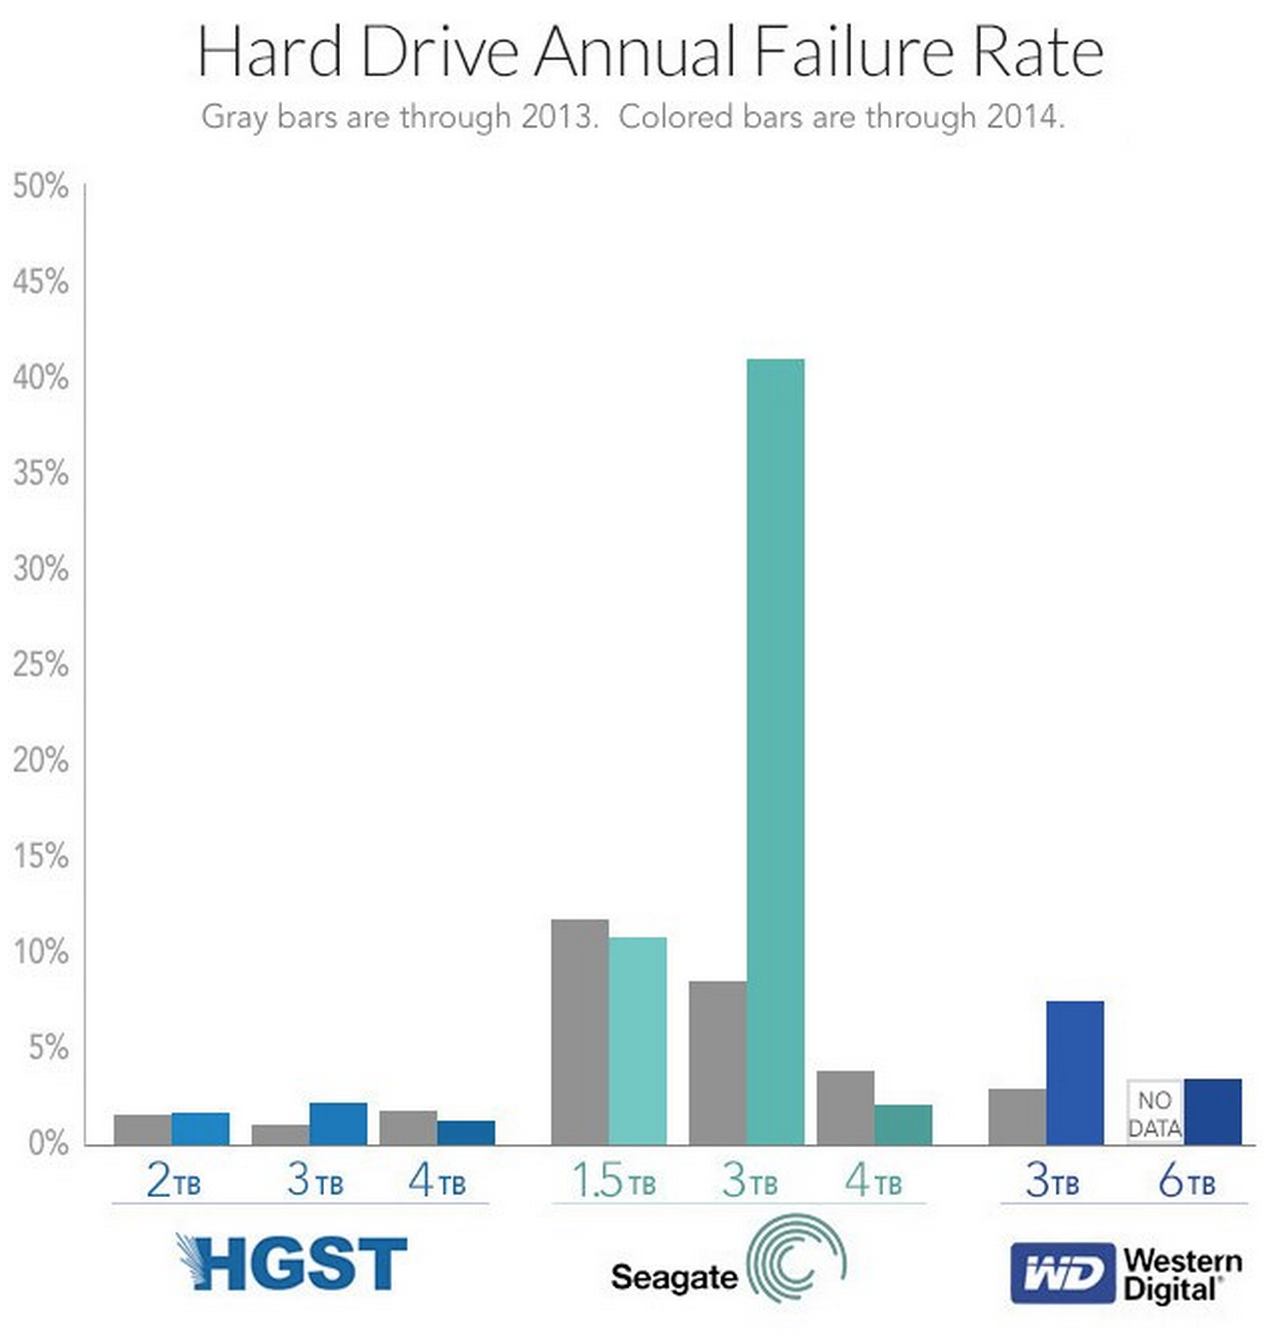 Hard Drive Annual Failure Rate
Gray bars are through 2013. Colored bars are through 2014.
50%
45%
40%
35%
30%
25%
20%
15%
10%
5%
0%
NO
DATA
2TB 3TB 4TB 1.5TB 3TB 4TB 3TB 6TB
HGST
Seagate
WD Western
Digital®